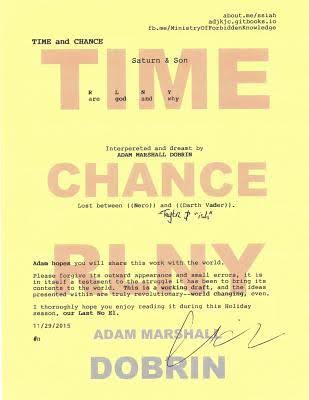 about.me/ssiah
adjkjc.gitbooks.io
fb.me/MinistryOfForbiddenKnowledge
TIME and CHANCE
TIME
Saturn & Son
R L N Y
are god and why
Interpereted and dreamt by
ADAM MARSHALL DOBRIN
CHANCE
Lost between ((Nero)) and ((Darth Vader)).
Adam hopes you will share this work with the world.
Please forgive its outward appearance and small errors, it is
in itself a testament to the struggle it has been to bring its
contents to the world. This is a working draft, and the ideas
presented within are truly revolutionary--world changing, even.
I thoroughly hope you enjoy reading it during this Holiday
season, our Last No El.
11/29/2015
ADAM MARSHALL
DOBRIN